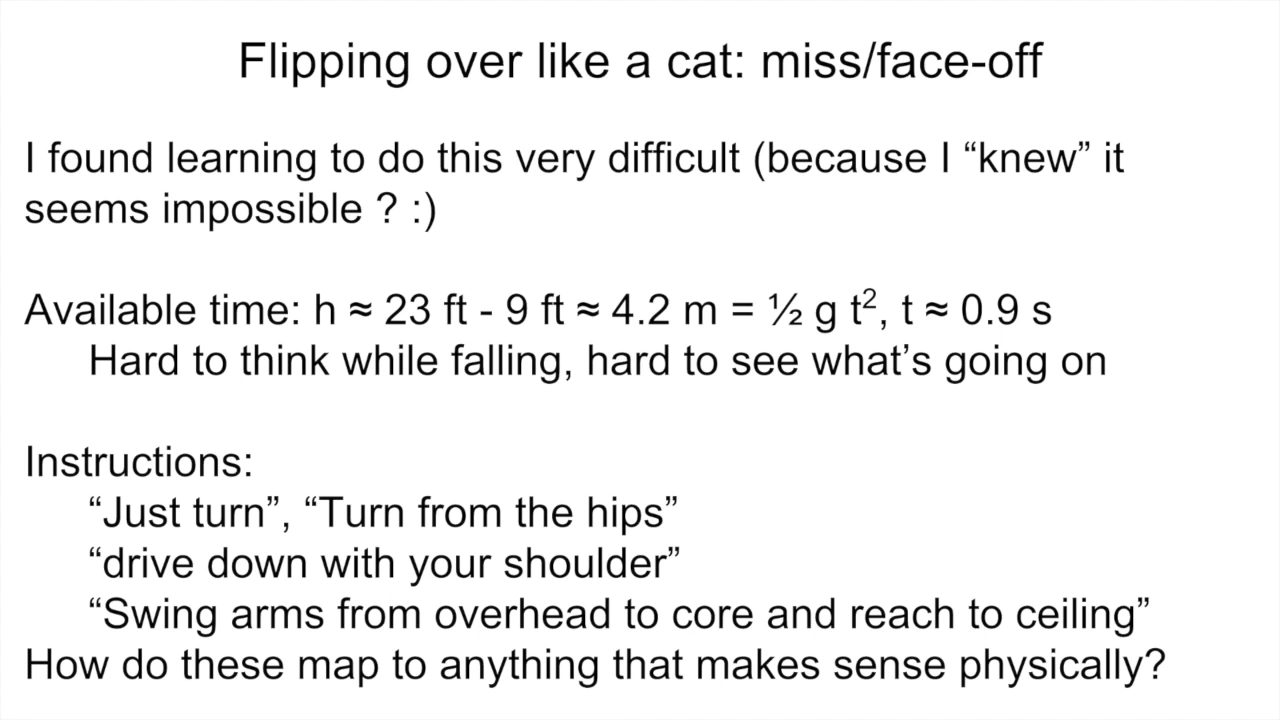 Flipping over like a cat: miss/face-off
I found learning to do this very difficult (because I “knew” it
seems impossible ? :)
Available time: h ≈ 23 ft - 9 ft ≈ 4.2 m = ½ g t², t ≈ 0.9 s
Hard to think while falling, hard to see what’s going on
Instructions:
“Just turn”, “Turn from the hips”
“drive down with your shoulder”
“Swing arms from overhead to core and reach to ceiling”
How do these map to anything that makes sense physically?